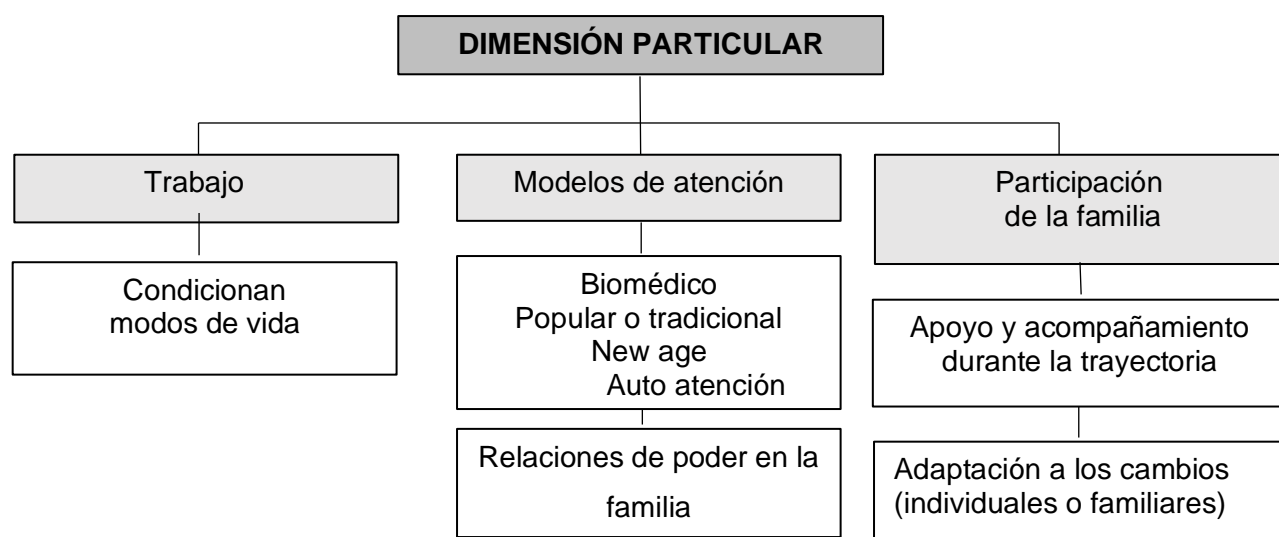 DIMENSIÓN PARTICULAR
Trabajo
Condicionan
modos de vida
Modelos de atención
Biomédico
Popular o tradicional
New age
Auto atención
Relaciones de poder en la
familia
Participación
de la familia
Apoyo y acompañamiento
durante la trayectoria
Adaptación a los cambios
(individuales o familiares)